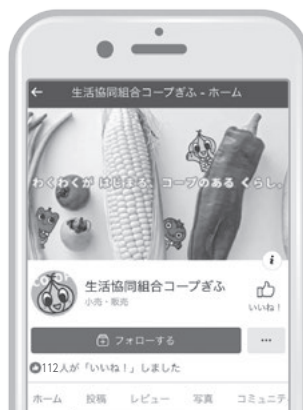 生活協同組合コープぎふ - ホーム
わくわくが はじまる、コープのある くらし。
生活協同組合コープぎふ
小売・販売
いいね！
フォローする
112人が「いいね！」しました
ホーム 投稿 レビュー 写真 コミュニテ